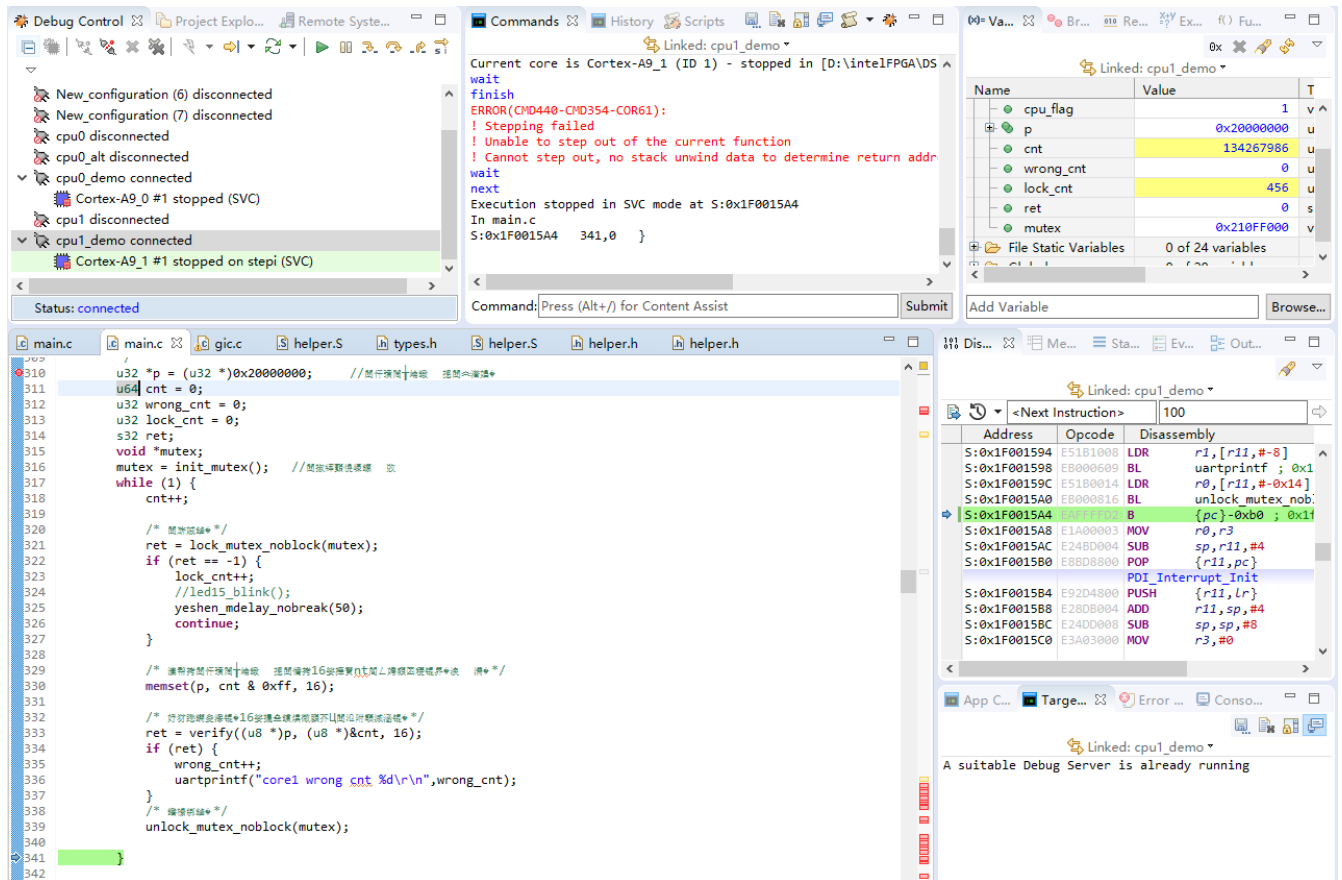 Debug Control
Project Explo...
Remote Syste...
New_configuration (6) disconnected
New_configuration (7) disconnected
cpu0 disconnected
cpu0_alt disconnected
cpu0_demo connected
Cortex-A9_0 #1 stopped (SVC)
cpu1 disconnected
cpu1_demo connected
Cortex-A9_1 #1 stopped on stepi (SVC)
Status: connected
Commands
History
Scripts
Linked: cpu1_demo
Current core is Cortex-A9_1 (ID 1) - stopped in [D:\intelFPGA\DS
wait
finish
ERROR(CMD440-CMD354-COR61):
! Stepping failed
! Unable to step out of the current function
! Cannot step out, no stack unwind data to determine return addr
wait
next
Execution stopped in SVC mode at S:0x1F0015A4
In main.c
S:0x1F0015A4 341,0 }
Command: Press (Alt+/) for Content Assist
Submit
(x)= Va...
Br...
Re...
Ex...
f() Fu...
0x
Linked: cpu1_demo
Name Value T
cpu_flag 1 v
p 0x20000000 u
cnt 134267986 u
wrong_cnt 0 u
lock_cnt 456 u
ret 0 s
mutex 0x210FF000 v
File Static Variables 0 of 24 variables
Add Variable
Browse...
main.c
main.c
gic.c
helper.S
types.h
helper.S
helper.h
helper.h
310 u32 *p = (u32 *)0x20000000; //
311 u64 cnt = 0;
312 u32 wrong_cnt = 0;
313 u32 lock_cnt = 0;
314 s32 ret;
315 void *mutex;
316 mutex = init_mutex(); //
317 while (1) {
318 cnt++;
319
320 /* */
321 ret = lock_mutex_noblock(mutex);
322 if (ret == -1) {
323 lock_cnt++;
324 //led15_blink();
325 yeshen_mdelay_nobreak(50);
326 continue;
327 }
328
329 /* 16 nt */
330 memset(p, cnt & 0xff, 16);
331
332 /* 16 */
333 ret = verify((u8 *)p, (u8 *)&cnt, 16);
334 if (ret) {
335 wrong_cnt++;
336 uartprintf("core1 wrong cnt %d\r\n",wrong_cnt);
337 }
338 /* */
339 unlock_mutex_noblock(mutex);
340
341 }
342
Dis...
Me...
Sta...
Ev...
Out...
Linked: cpu1_demo
<Next Instruction> 100
Address Opcode Disassembly
S:0x1F001594 E51B1008 LDR r1,[r11,#-8]
S:0x1F001598 EB000609 BL uartprintf ; 0x1
S:0x1F00159C E51B0014 LDR r0,[r11,#-0x14]
S:0x1F0015A0 EB000816 BL unlock_mutex_nobl
S:0x1F0015A4 EAFFFFD2 B {pc}-0xb0 ; 0x1f
S:0x1F0015A8 E1A00003 MOV r0,r3
S:0x1F0015AC E24BD004 SUB sp,r11,#4
S:0x1F0015B0 E8BD8800 POP {r11,pc}
PDI_Interrupt_Init
S:0x1F0015B4 E92D4800 PUSH {r11,lr}
S:0x1F0015B8 E28DB004 ADD r11,sp,#4
S:0x1F0015BC E24DD008 SUB sp,sp,#8
S:0x1F0015C0 E3A03000 MOV r3,#0
App C...
Targe...
Error ...
Conso...
Linked: cpu1_demo
A suitable Debug Server is already running